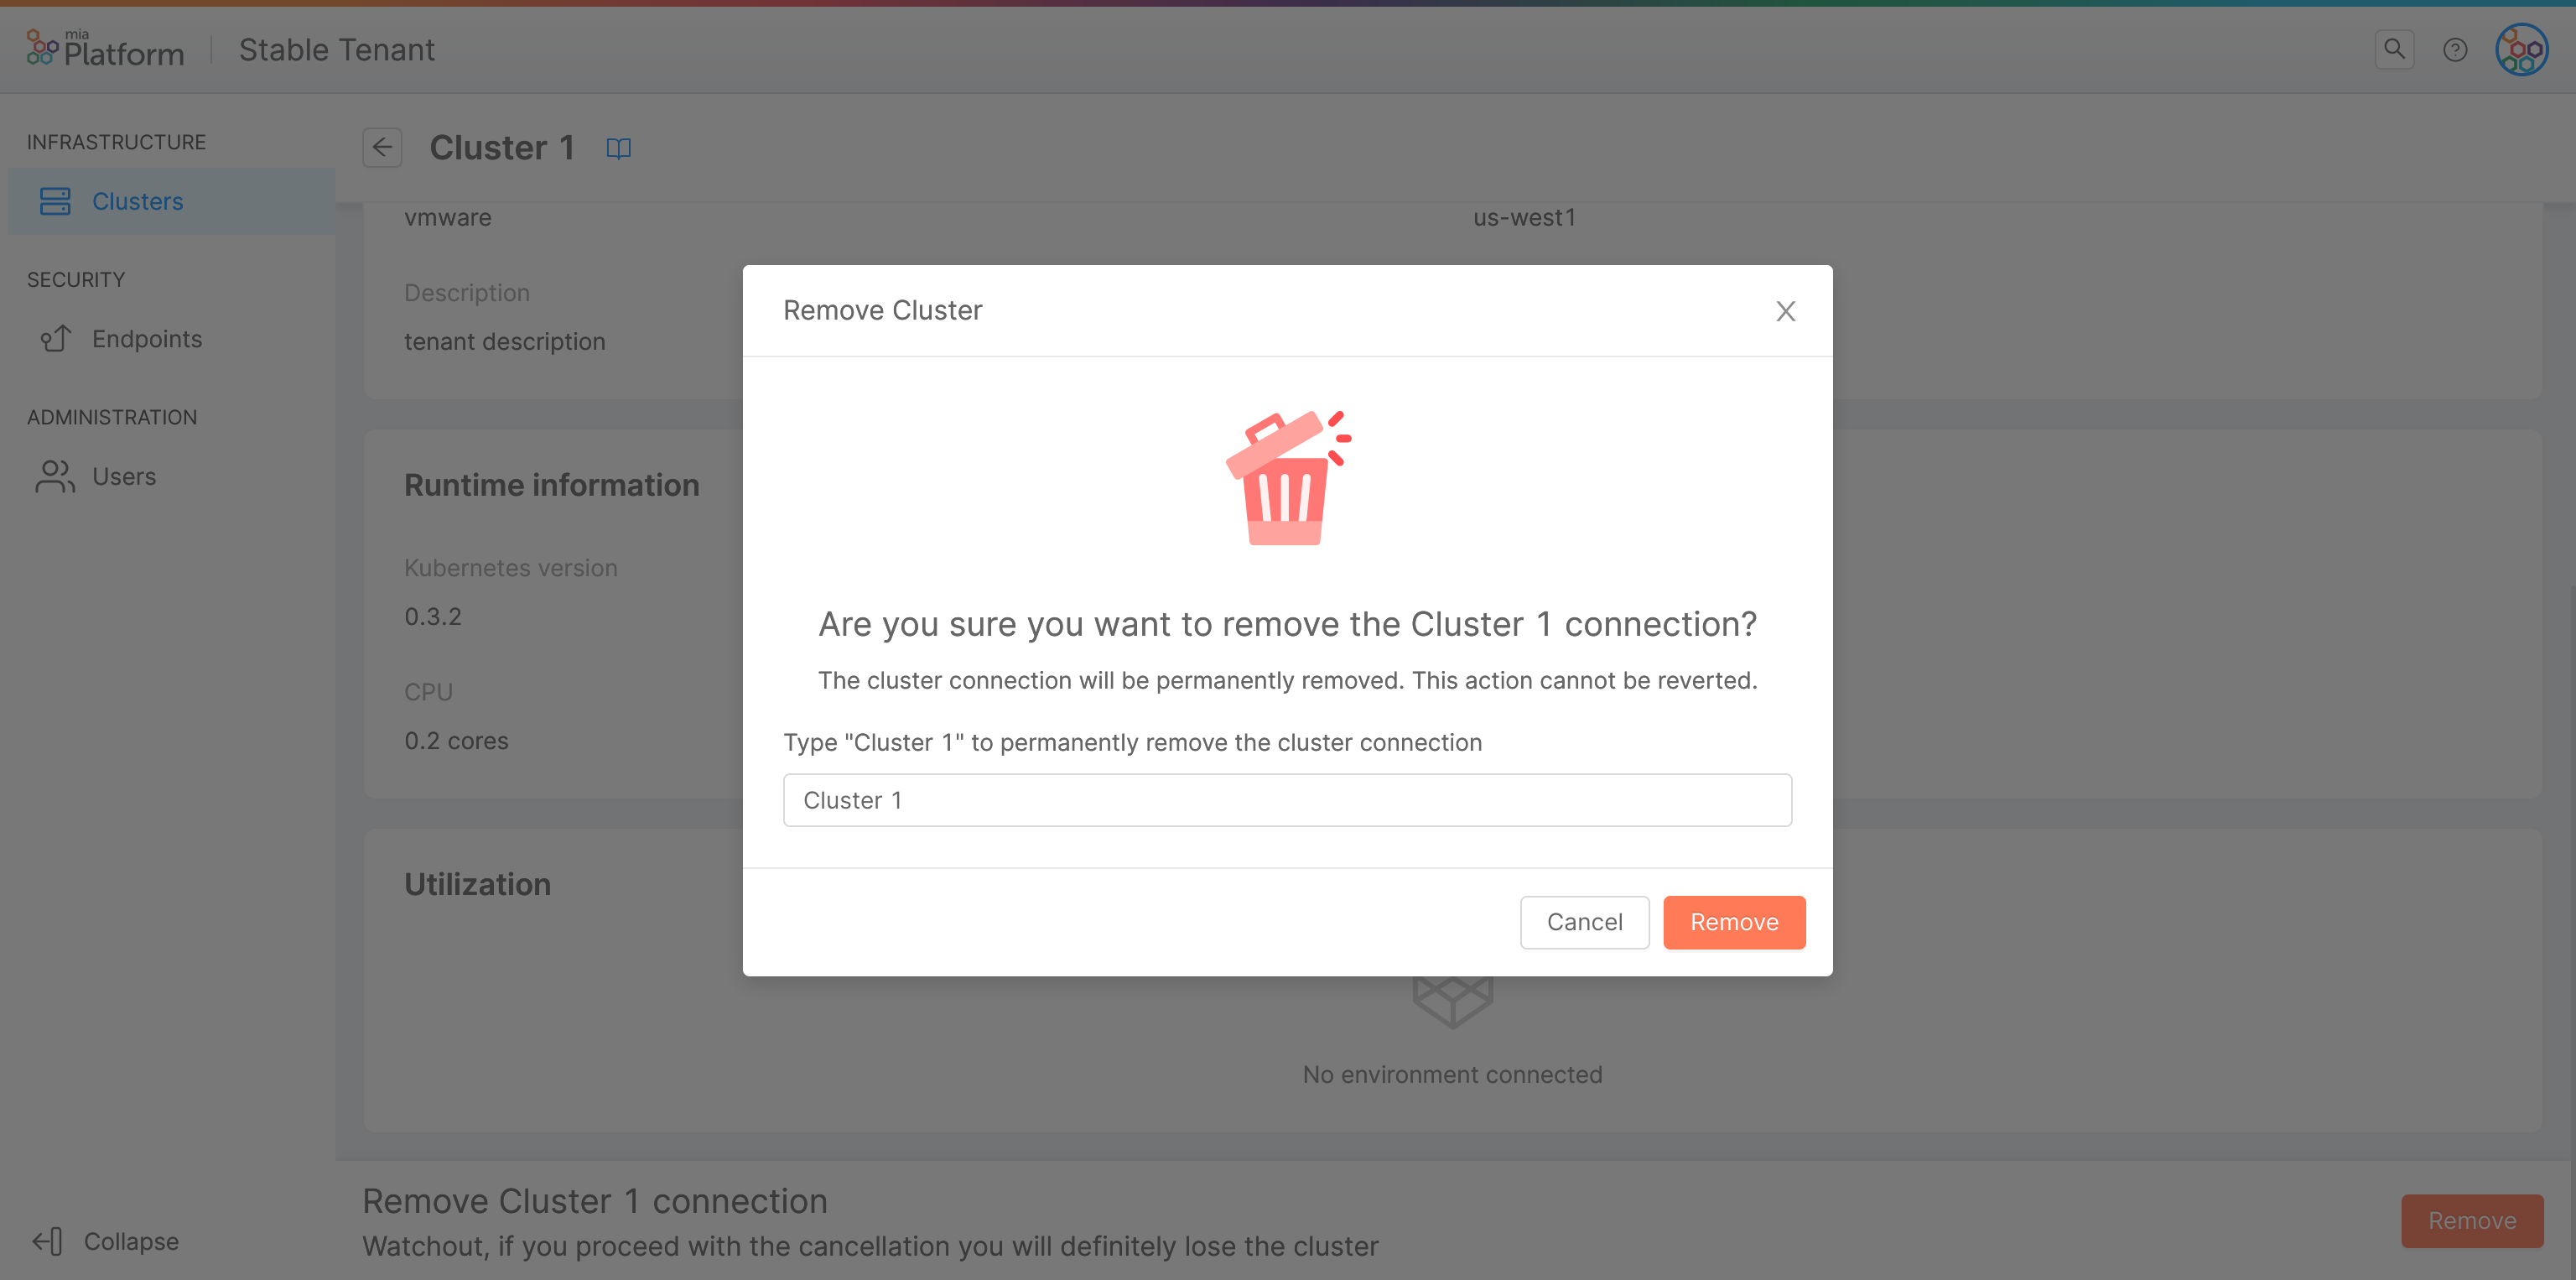 mia
Platform
Stable Tenant
INFRASTRUCTURE
Clusters
SECURITY
Endpoints
ADMINISTRATION
Users
Collapse
Cluster 1
vmware
us-west1
Description
tenant description
Runtime information
Kubernetes version
0.3.2
CPU
0.2 cores
Utilization
No environment connected
Remove Cluster 1 connection
Watchout, if you proceed with the cancellation you will definitely lose the cluster
Remove
Remove Cluster
Are you sure you want to remove the Cluster 1 connection?
The cluster connection will be permanently removed. This action cannot be reverted.
Type "Cluster 1" to permanently remove the cluster connection
Cluster 1
Cancel
Remove